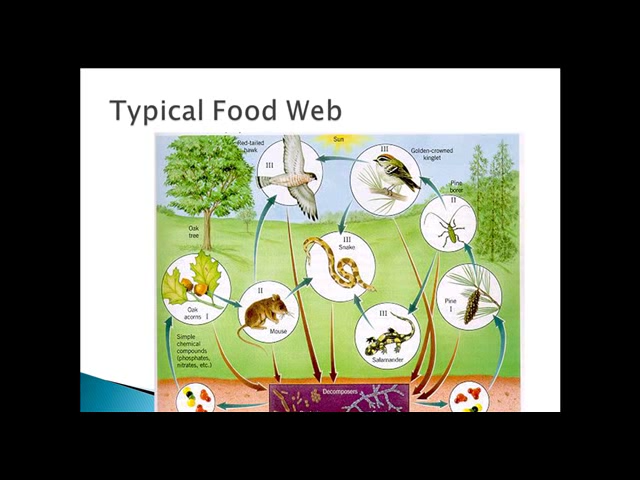 Typical Food Web
Sun
Red-tailed
hawk
III
III
Golden-crowned
kinglet
Pine
borer
II
Oak
tree
III
Snake
II
Mouse
Oak
acorns I
Pine
I
III
Salamander
Simple
chemical
compounds
(phosphates,
nitrates, etc.)
Decomposers